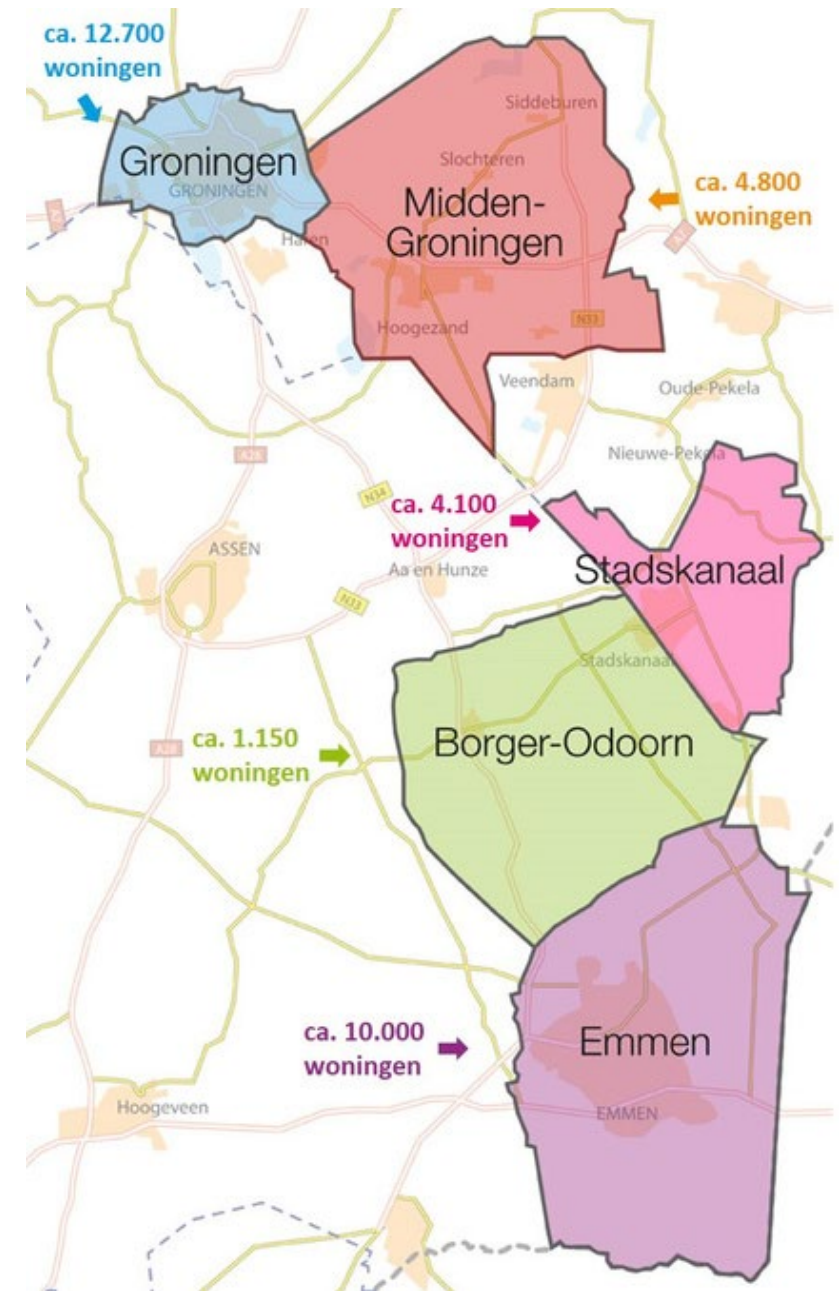 ca. 12.700
woningen
Siddeburen
Groningen
GRONINGEN
Slochteren
ca. 4.800
woningen
Midden-
Groningen
Haren
Hoogezand
N33
Veendam
Oude-Pekela
Nieuwe-Pekela
A28
N34
ca. 4.100
woningen
ASSEN
Aa en Hunze
Stadskanaal
N33
Stadskanaal
ca. 1.150
woningen
A28
Borger-Odoorn
ca. 10.000
woningen
Emmen
Hoogeveen
EMMEN